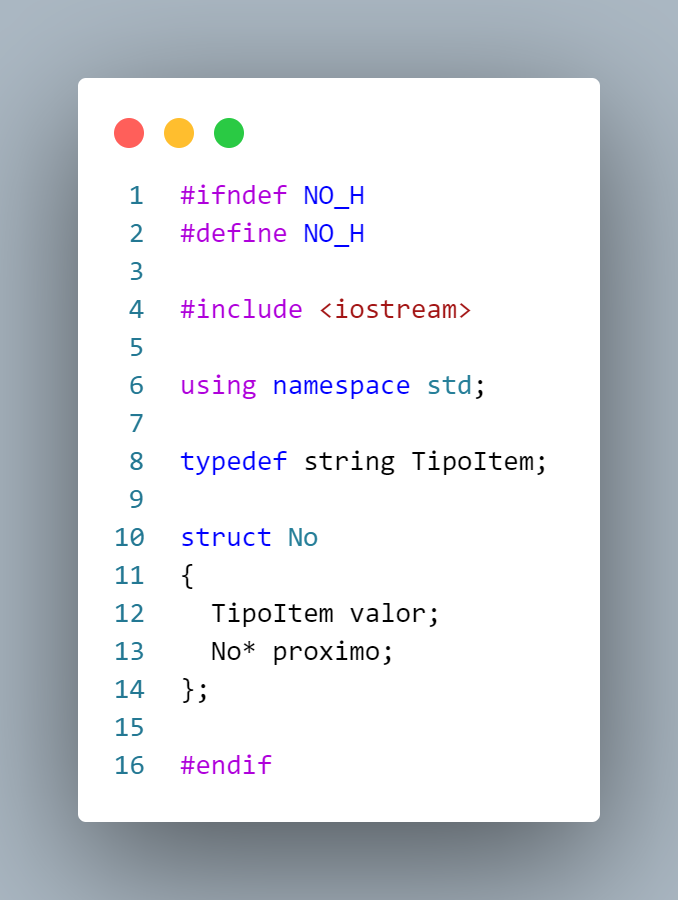 1 #ifndef NO_H
2 #define NO_H
3
4 #include <iostream>
5
6 using namespace std;
7
8 typedef string TipoItem;
9
10 struct No
11 {
12   TipoItem valor;
13   No* proximo;
14 };
15
16 #endif